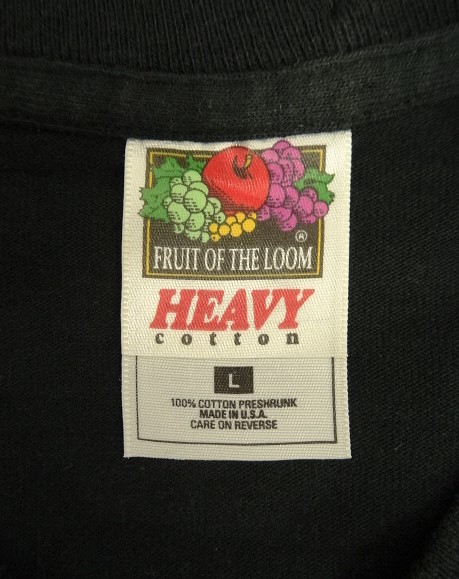 ®
FRUIT OF THE LOOM
HEAVY
cotton
L
100% COTTON PRESHRUNK
MADE IN U.S.A.
CARE ON REVERSE